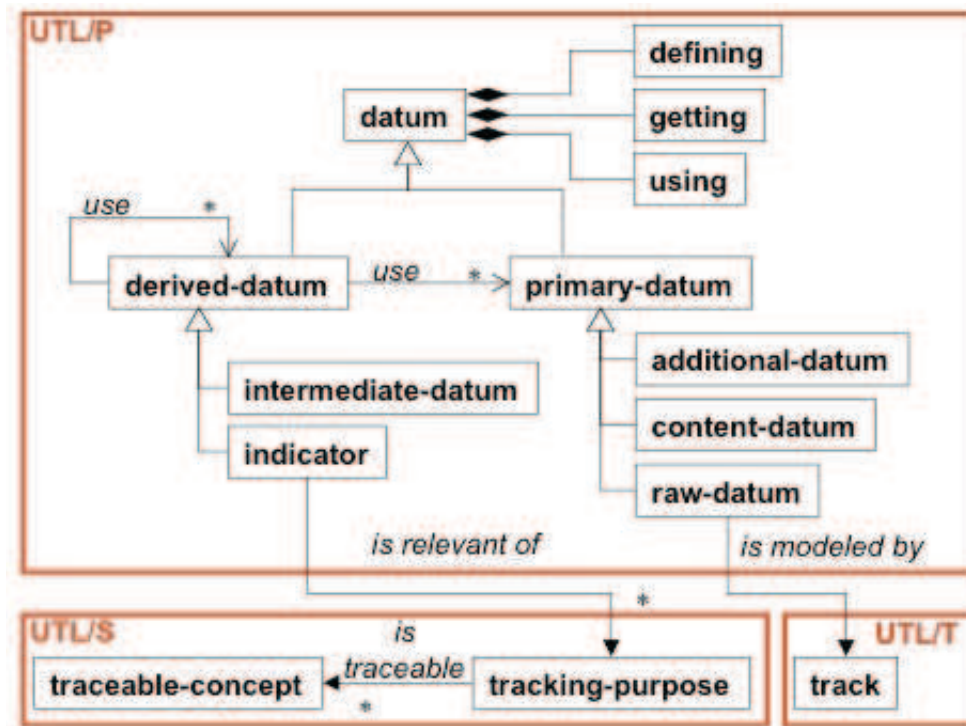 UTL/P
defining
datum
getting
using
use *
derived-datum
use *
primary-datum
additional-datum
intermediate-datum
content-datum
indicator
raw-datum
is relevant of
is modeled by
*
UTL/S
is
traceable
UTL/T
traceable-concept
*
tracking-purpose
track